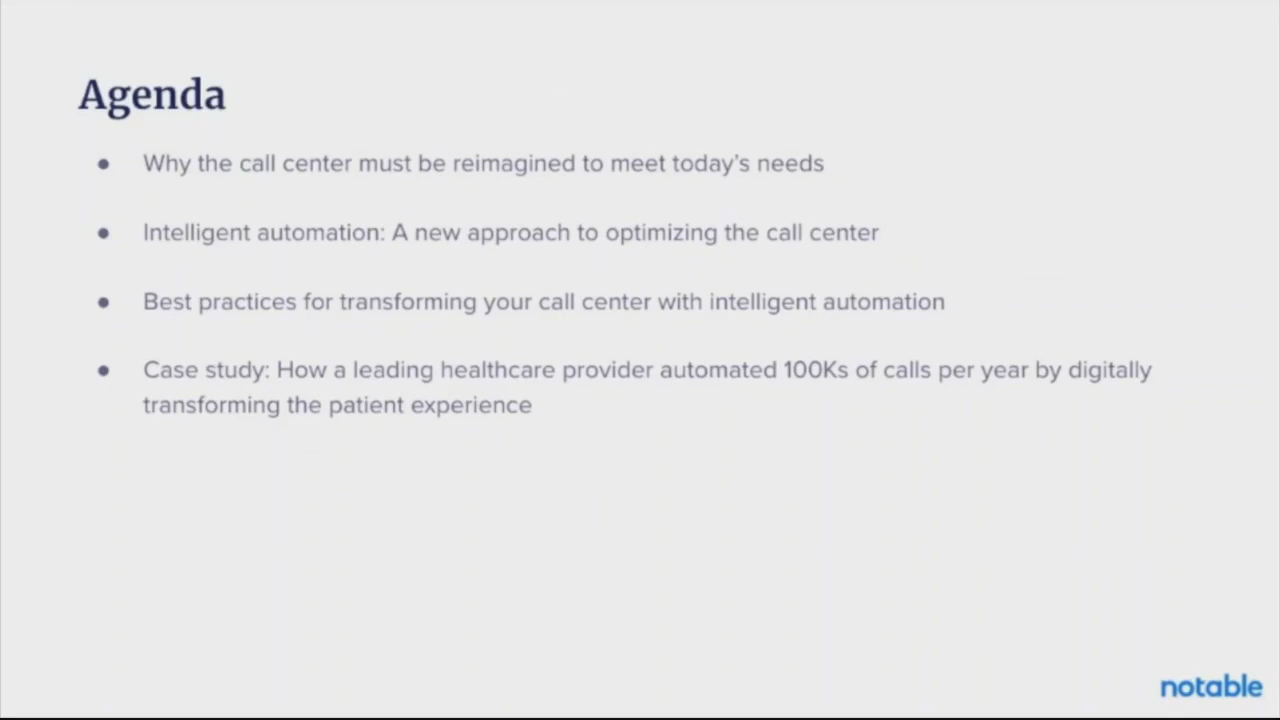 Agenda
● Why the call center must be reimagined to meet today’s needs
● Intelligent automation: A new approach to optimizing the call center
● Best practices for transforming your call center with intelligent automation
● Case study: How a leading healthcare provider automated 100Ks of calls per year by digitally
transforming the patient experience
notable